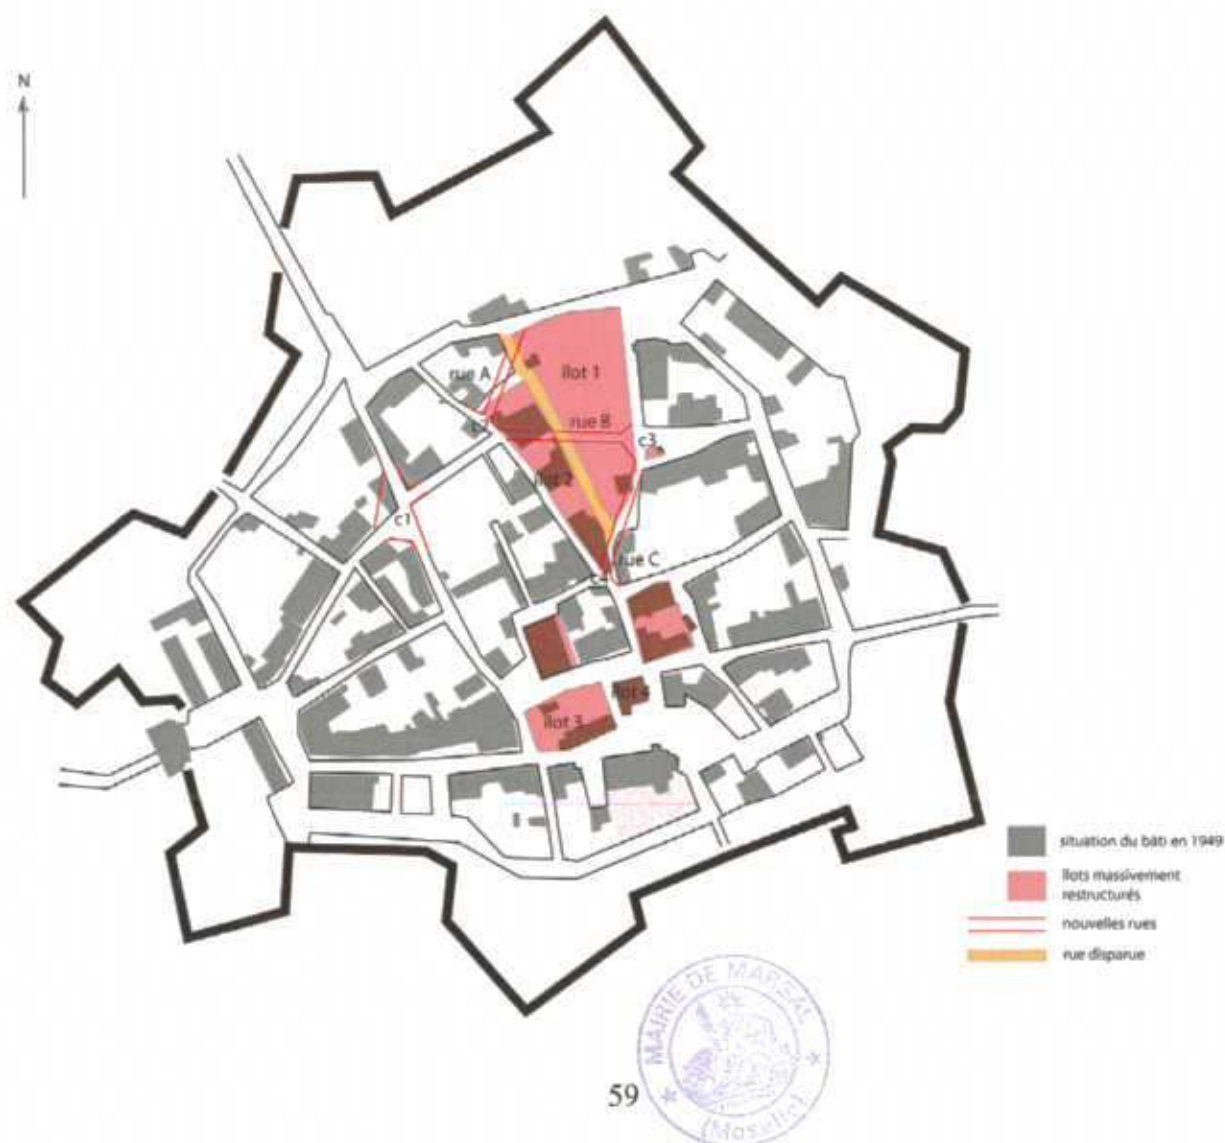 N
rue A
îlot 1
rue B
c2
c3
îlot 2
c1
rue C
c4
îlot 4
îlot 3
situation du bâti en 1949
îlots massivement
restructurés
nouvelles rues
rue disparue
MAIRIE DE MARSAL
(Moselle)
59